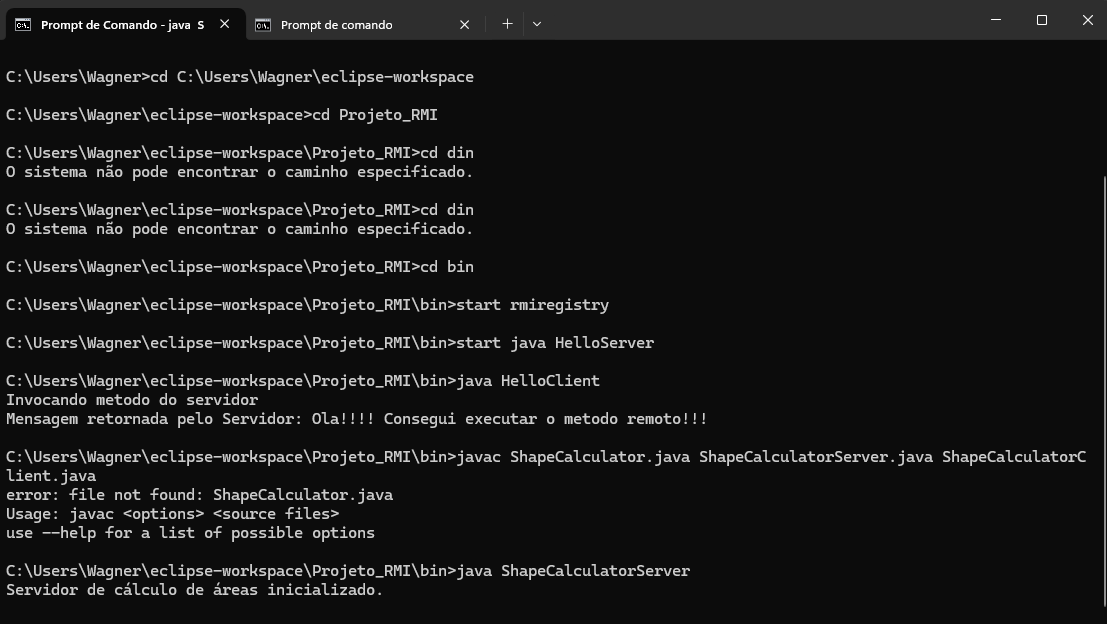 Prompt de Comando - java S
Prompt de comando
C:\Users\Wagner>cd C:\Users\Wagner\eclipse-workspace
C:\Users\Wagner\eclipse-workspace>cd Projeto_RMI
C:\Users\Wagner\eclipse-workspace\Projeto_RMI>cd din
O sistema não pode encontrar o caminho especificado.
C:\Users\Wagner\eclipse-workspace\Projeto_RMI>cd din
O sistema não pode encontrar o caminho especificado.
C:\Users\Wagner\eclipse-workspace\Projeto_RMI>cd bin
C:\Users\Wagner\eclipse-workspace\Projeto_RMI\bin>start rmiregistry
C:\Users\Wagner\eclipse-workspace\Projeto_RMI\bin>start java HelloServer
C:\Users\Wagner\eclipse-workspace\Projeto_RMI\bin>java HelloClient
Invocando metodo do servidor
Mensagem retornada pelo Servidor: Ola!!!! Consegui executar o metodo remoto!!!
C:\Users\Wagner\eclipse-workspace\Projeto_RMI\bin>javac ShapeCalculator.java ShapeCalculatorServer.java ShapeCalculatorC
lient.java
error: file not found: ShapeCalculator.java
Usage: javac <options> <source files>
use --help for a list of possible options
C:\Users\Wagner\eclipse-workspace\Projeto_RMI\bin>java ShapeCalculatorServer
Servidor de cálculo de áreas inicializado.